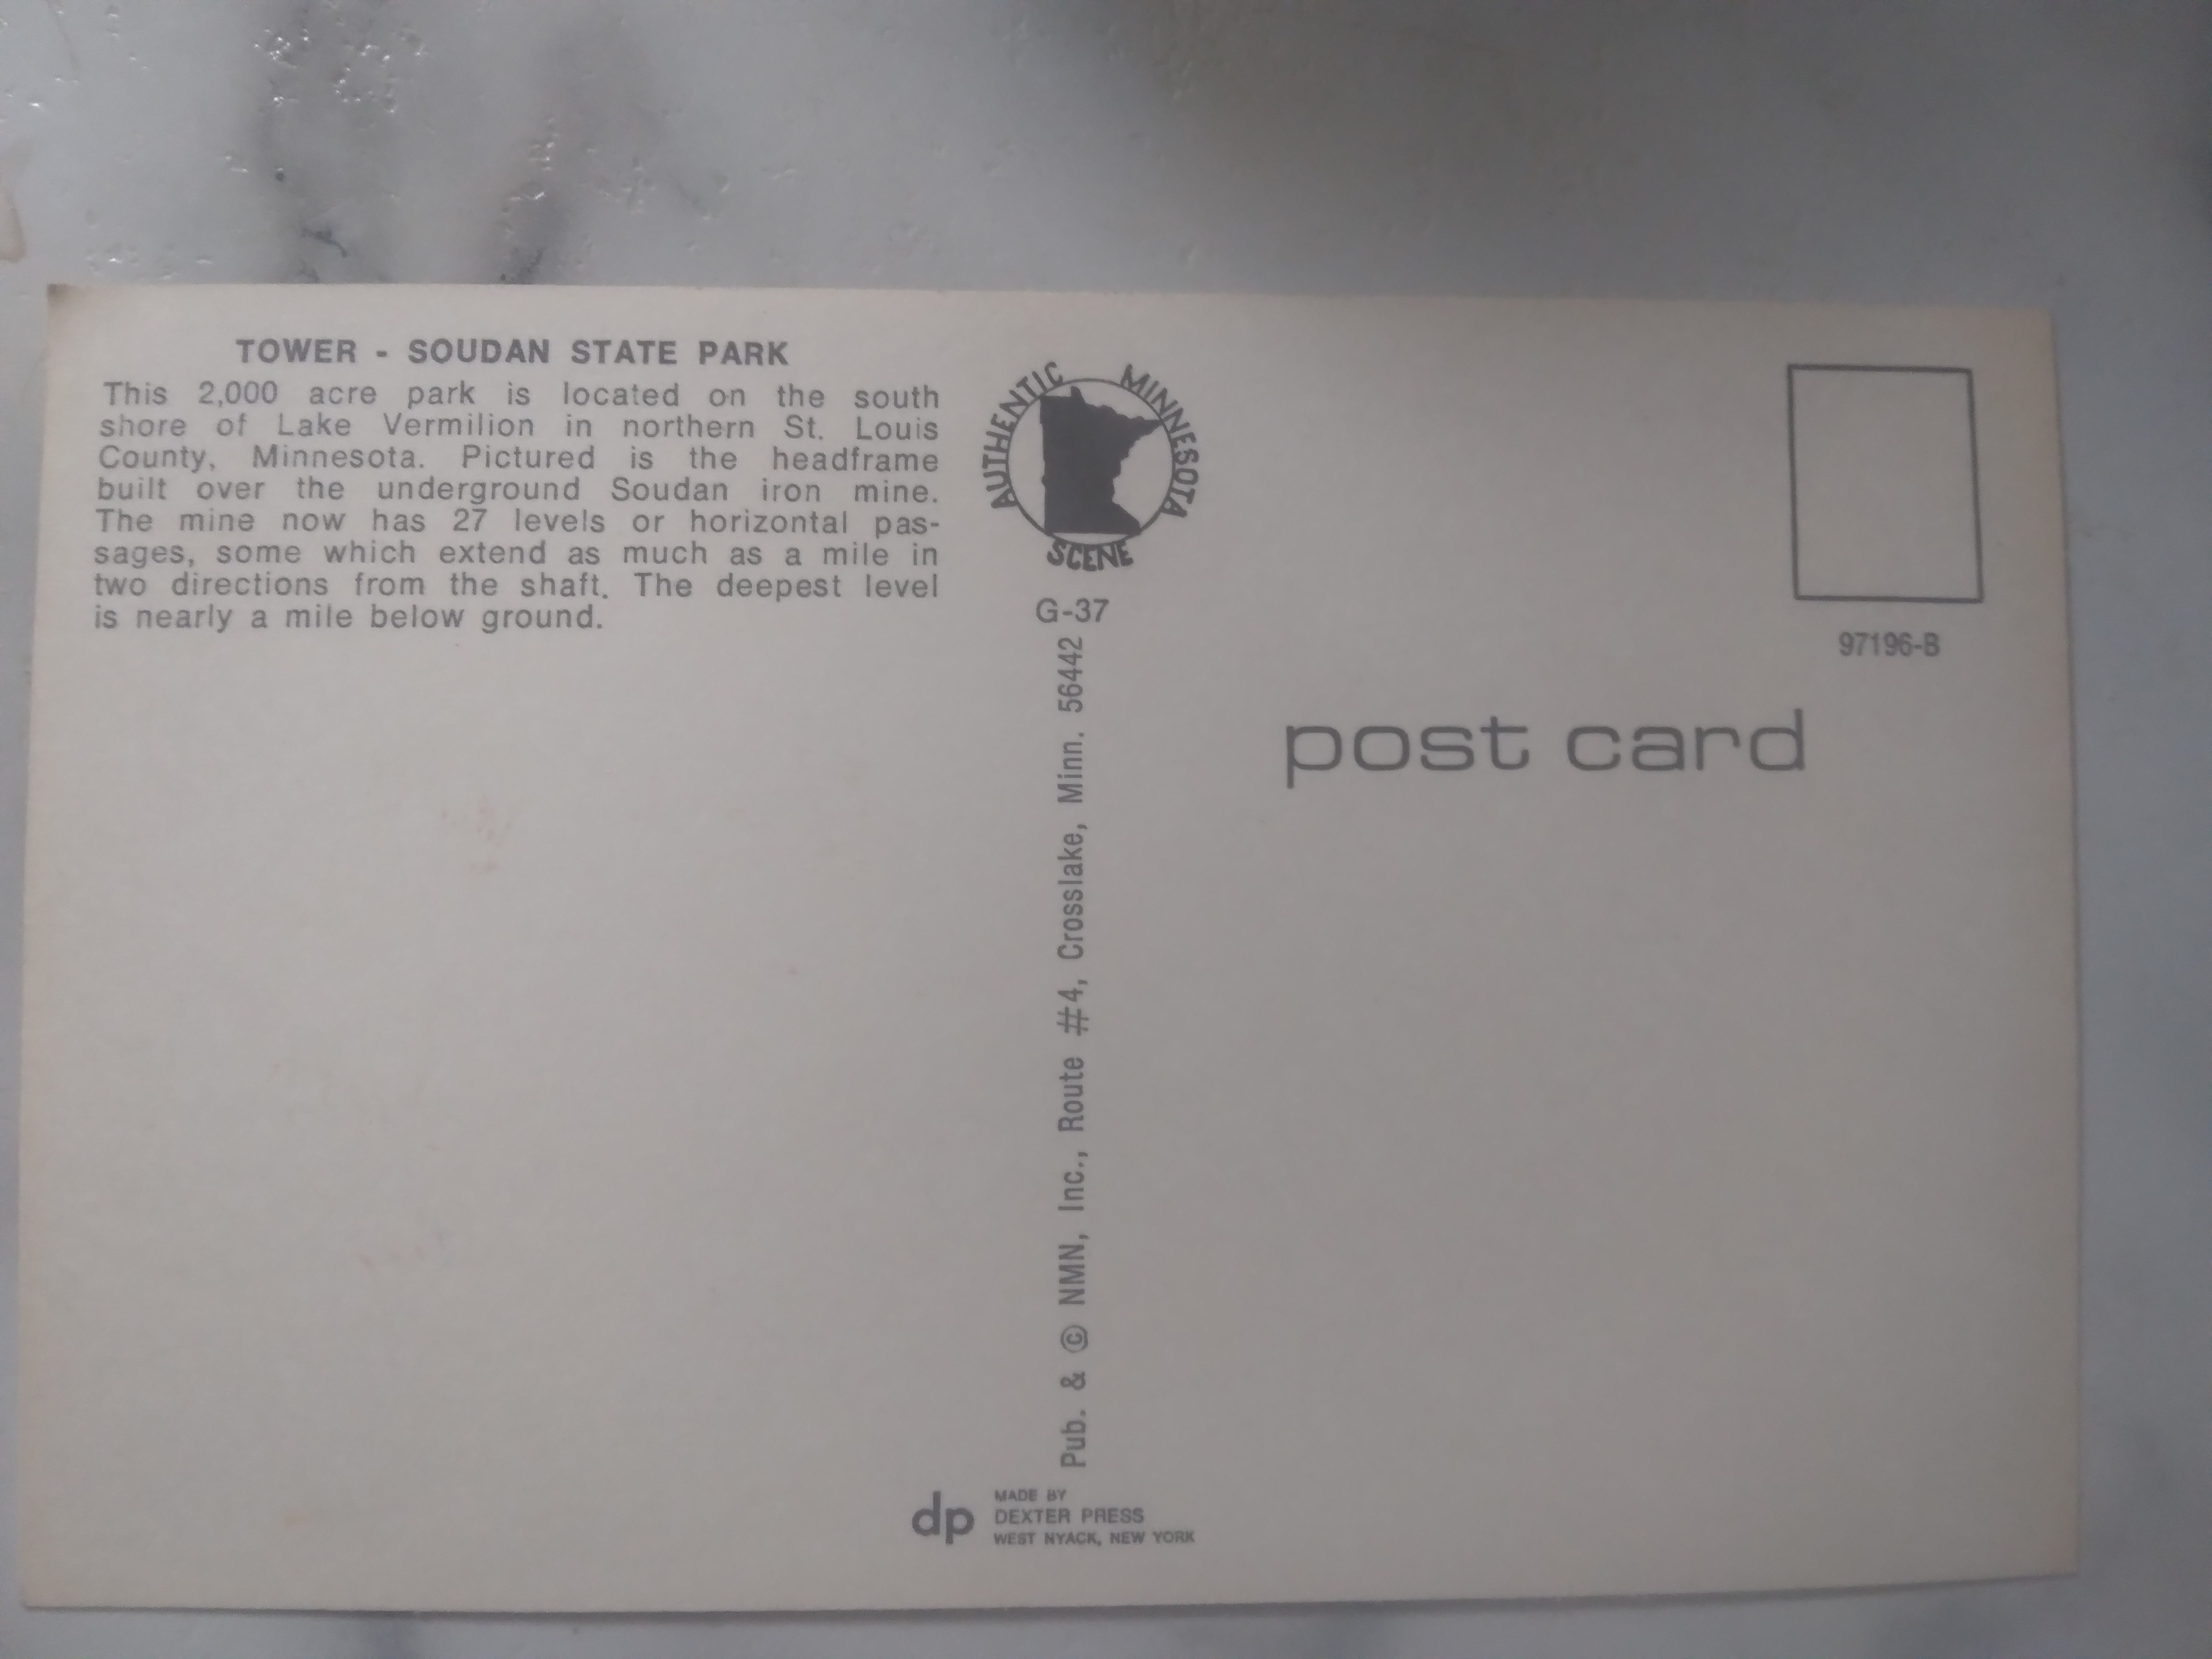 TOWER - SOUDAN STATE PARK
This 2,000 acre park is located on the south
shore of Lake Vermilion in northern St. Louis
County, Minnesota. Pictured is the headframe
built over the underground Soudan iron mine.
The mine now has 27 levels or horizontal pas-
sages, some which extend as much as a mile in
two directions from the shaft. The deepest level
is nearly a mile below ground.
AUTHENTIC MINNESOTA
SCENE
G-37
Pub. & © NMN, Inc., Route #4, Crosslake, Minn. 56442
dp
MADE BY
DEXTER PRESS
WEST NYACK, NEW YORK
97196-B
post card